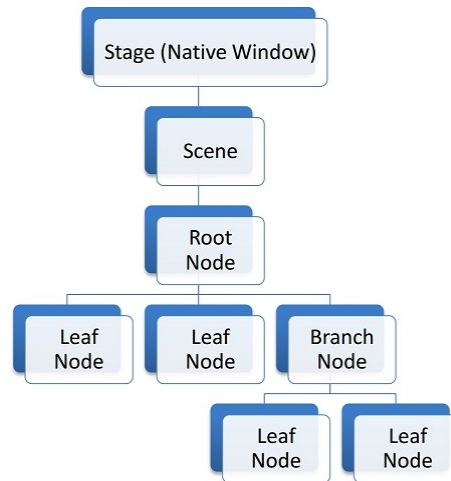 Stage (Native Window)
Scene
Root
Node
Leaf
Node
Leaf
Node
Branch
Node
Leaf
Node
Leaf
Node